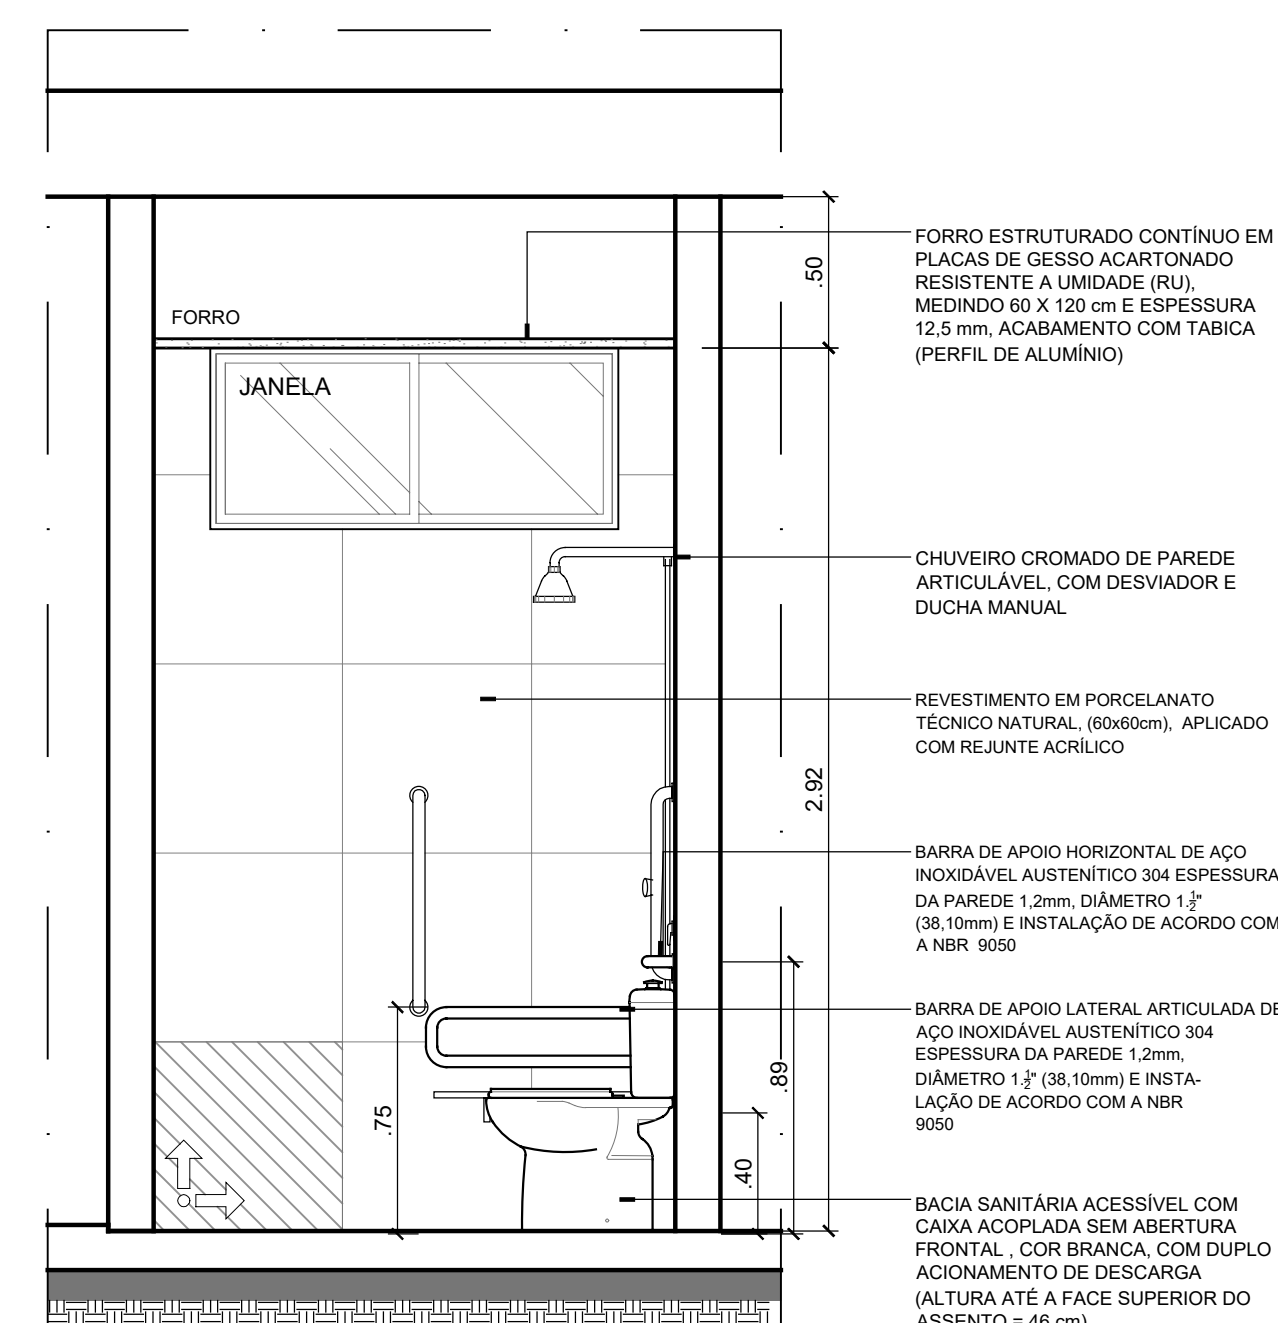 .50
FORRO ESTRUTURADO CONTÍNUO EM
PLACAS DE GESSO ACARTONADO
RESISTENTE A UMIDADE (RU),
MEDINDO 60 X 120 cm E ESPESSURA
12,5 mm, ACABAMENTO COM TABICA
(PERFIL DE ALUMÍNIO)
FORRO
JANELA
CHUVEIRO CROMADO DE PAREDE
ARTICULÁVEL, COM DESVIADOR E
DUCHA MANUAL
REVESTIMENTO EM PORCELANATO
TÉCNICO NATURAL, (60x60cm), APLICADO
COM REJUNTE ACRÍLICO
2.92
BARRA DE APOIO HORIZONTAL DE AÇO
INOXIDÁVEL AUSTENÍTICO 304 ESPESSURA
DA PAREDE 1,2mm, DIÂMETRO 1.½"
(38,10mm) E INSTALAÇÃO DE ACORDO COM
A NBR 9050
BARRA DE APOIO LATERAL ARTICULADA DE
AÇO INOXIDÁVEL AUSTENÍTICO 304
ESPESSURA DA PAREDE 1,2mm,
DIÂMETRO 1.½" (38,10mm) E INSTA-
LAÇÃO DE ACORDO COM A NBR
9050
.75
.89
.40
BACIA SANITÁRIA ACESSÍVEL COM
CAIXA ACOPLADA SEM ABERTURA
FRONTAL , COR BRANCA, COM DUPLO
ACIONAMENTO DE DESCARGA
(ALTURA ATÉ A FACE SUPERIOR DO
ASSENTO = 46 cm)